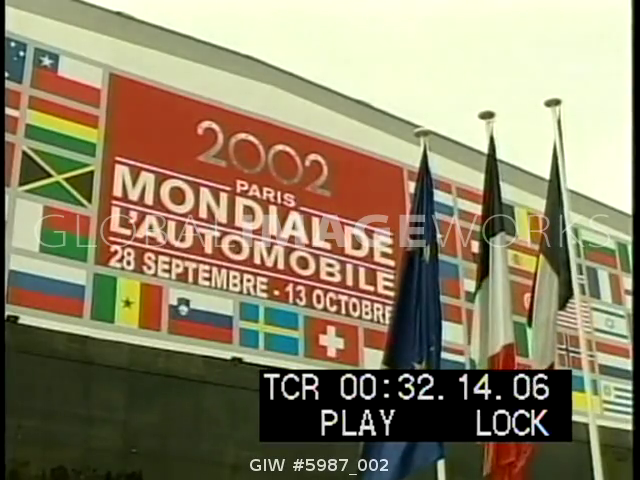 2002
PARIS
MONDIAL DE
L'AUTOMOBILE
28 SEPTEMBRE - 13 OCTOBRE
GLOBAL IMAGEWORKS
TCR 00:32.14.06
PLAY LOCK
GIW #5987_002